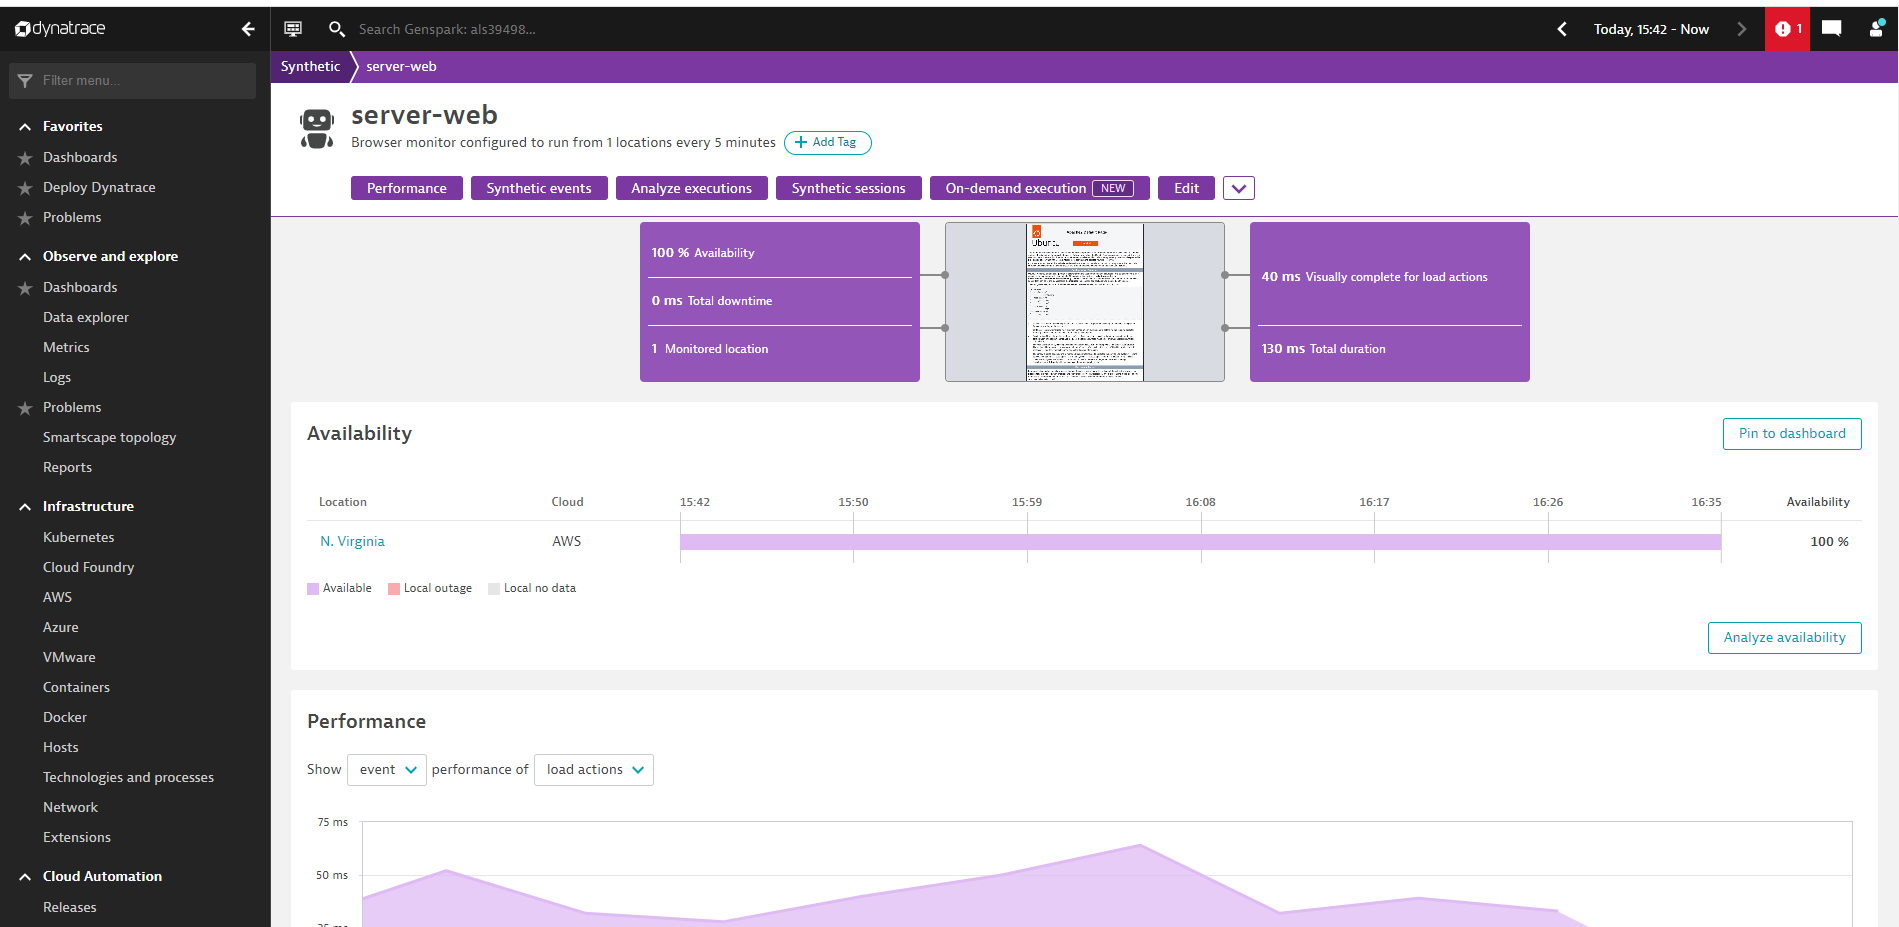 dynatrace
Search Genspark: als39498...
Today, 15:42 - Now
1
Filter menu...
Favorites
Dashboards
Deploy Dynatrace
Problems
Observe and explore
Dashboards
Data explorer
Metrics
Logs
Problems
Smartscape topology
Reports
Infrastructure
Kubernetes
Cloud Foundry
AWS
Azure
VMware
Containers
Docker
Hosts
Technologies and processes
Network
Extensions
Cloud Automation
Releases
Synthetic
server-web
server-web
Browser monitor configured to run from 1 locations every 5 minutes
Add Tag
Performance
Synthetic events
Analyze executions
Synthetic sessions
On-demand execution NEW
Edit
100 % Availability
0 ms Total downtime
1 Monitored location
Ubuntu
40 ms Visually complete for load actions
130 ms Total duration
Availability
Pin to dashboard
Location Cloud 15:42 15:50 15:59 16:08 16:17 16:26 16:35 Availability
N. Virginia AWS 100 %
Available Local outage Local no data
Analyze availability
Performance
Show event performance of load actions
75 ms
50 ms